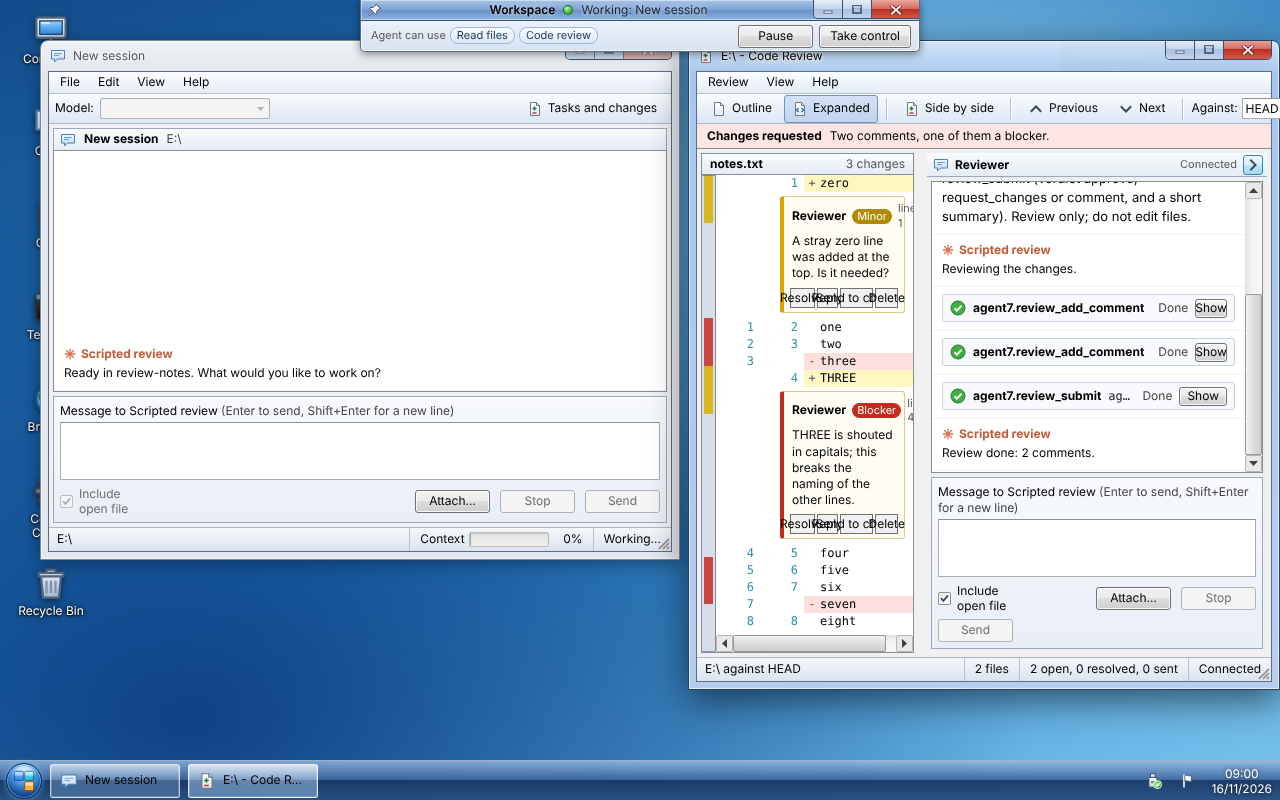 Workspace Working: New session
Agent can use Read files Code review Pause Take control
New session
File Edit View Help
Model: Tasks and changes
New session E:\
Scripted review
Ready in review-notes. What would you like to work on?
Message to Scripted review (Enter to send, Shift+Enter for a new line)
Include open file
Attach... Stop Send
E:\ Context 0% Working...
Recycle Bin
E:\ - Code Review
Review View Help
Outline Expanded Side by side Previous Next Against: HEAD
Changes requested Two comments, one of them a blocker.
notes.txt 3 changes
1 + zero
Reviewer Minor line 1
A stray zero line
was added at the
top. Is it needed?
Delete
1 2 one
2 3 two
3 - three
4 + THREE
Reviewer Blocker
THREE is shouted
in capitals; this
breaks the
naming of the
other lines.
Delete
4 5 four
5 6 five
6 7 six
7 - seven
8 8 eight
Reviewer Connected
request_changes or comment, and a short
summary). Review only; do not edit files.
Scripted review
Reviewing the changes.
agent7.review_add_comment Done Show
agent7.review_add_comment Done Show
agent7.review_submit ag… Done Show
Scripted review
Review done: 2 comments.
Message to Scripted review (Enter to send, Shift+Enter
for a new line)
Include open file
Attach... Stop
Send
E:\ against HEAD 2 files 2 open, 0 resolved, 0 sent Connected
New session E:\ - Code R...
09:00
16/11/2026